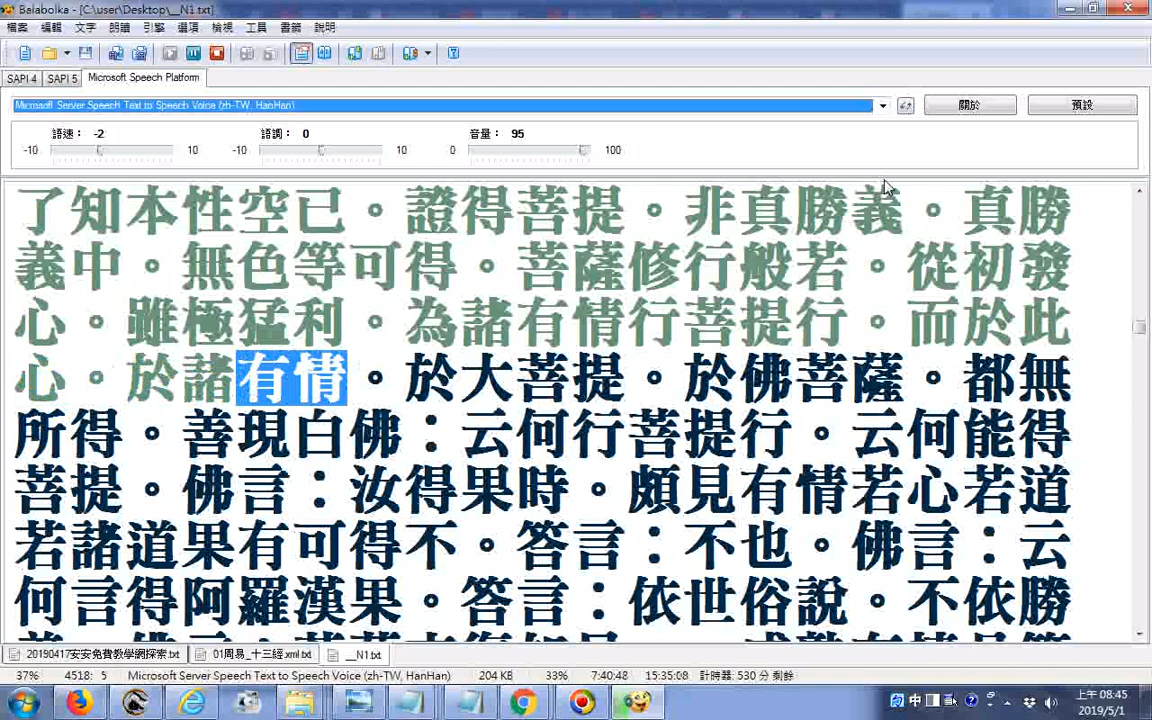 Balabolka - [C:\user\Desktop\__N1.txt]
檔案 編輯 文字 朗讀 引擎 選項 檢視 工具 書籤 說明
SAPI 4 SAPI 5 Microsoft Speech Platform
Microsoft Server Speech Text to Speech Voice (zh-TW, HanHan) 關於 預設
語速： -2 語調： 0 音量： 95
-10 10 -10 10 0 100
了知本性空已。證得菩提。非真勝義。真勝
義中。無色等可得。菩薩修行般若。從初發
心。雖極猛利。為諸有情行菩提行。而於此
心。於諸有情。於大菩提。於佛菩薩。都無
所得。善現白佛：云何行菩提行。云何能得
菩提。佛言：汝得果時。頗見有情若心若道
若諸道果有可得不。答言：不也。佛言：云
何言得阿羅漢果。答言：依世俗說。不依勝
20190417安安免費教學網探索.txt 01周易_十三經.xml.txt __N1.txt
37% 4518: 5 Microsoft Server Speech Text to Speech Voice (zh-TW, HanHan) 204 KB 33% 7:40:48 15:35:08 計時器: 530 分 剩餘
中 上午 08:45
2019/5/1